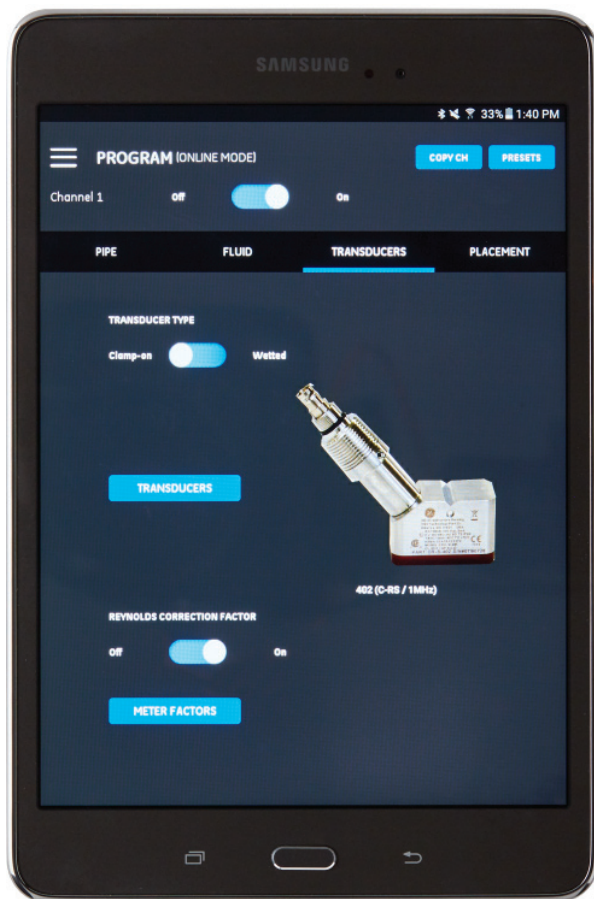 SAMSUNG
33% 1:40 PM
PROGRAM (ONLINE MODE)
COPY CH
PRESETS
Channel 1
Off
On
PIPE
FLUID
TRANSDUCERS
PLACEMENT
TRANSDUCER TYPE
Clamp-on
Wetted
TRANSDUCERS
402 (C-RS / 1MHz)
REYNOLDS CORRECTION FACTOR
Off
On
METER FACTORS